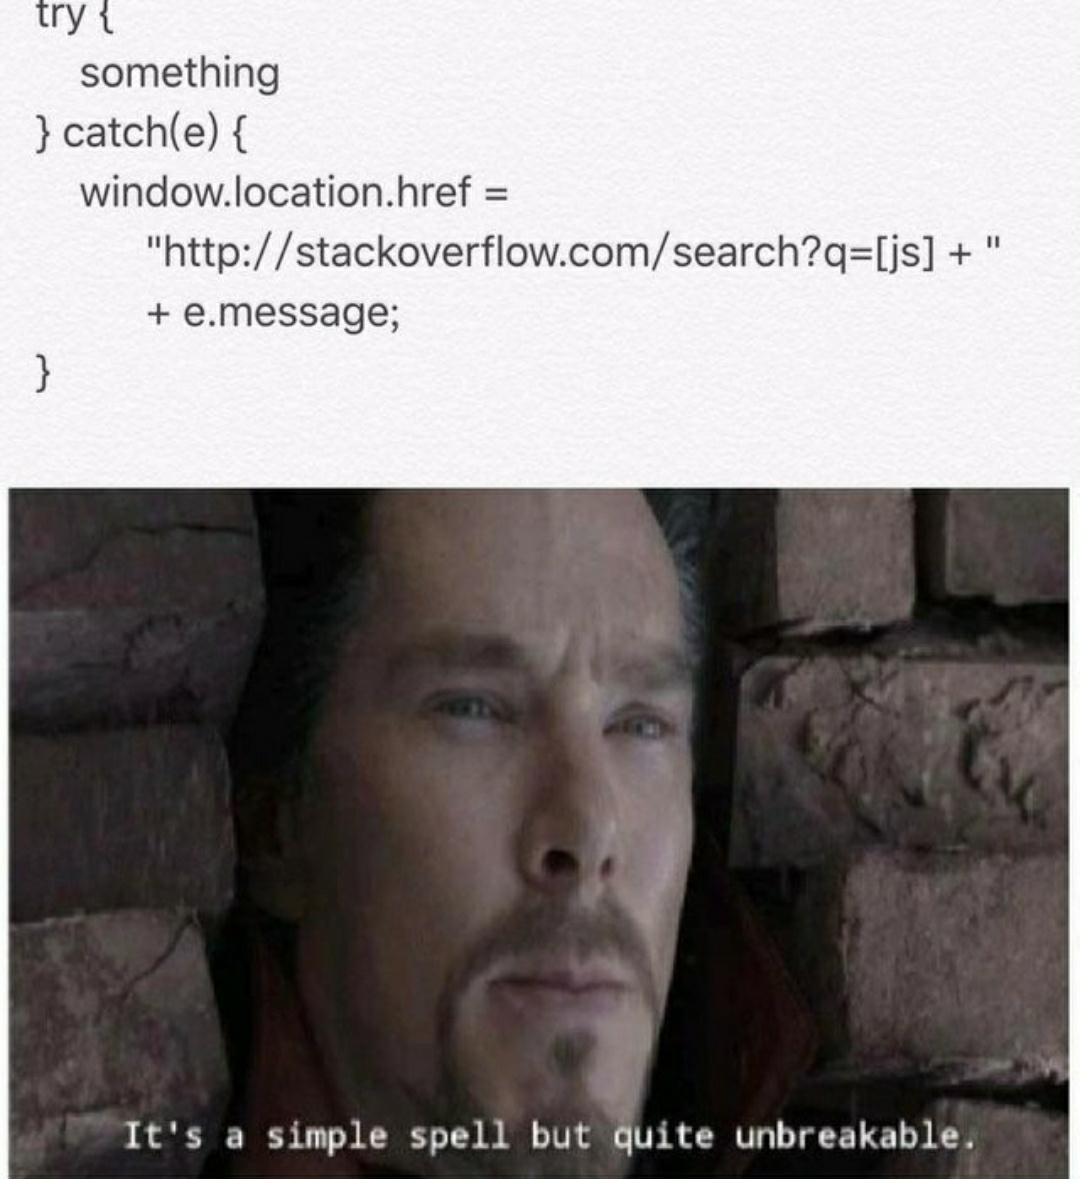 try {
something
} catch(e) {
window.location.href =
"http://stackoverflow.com/search?q=[js] + "
+ e.message;
}
It's a simple spell but quite unbreakable.